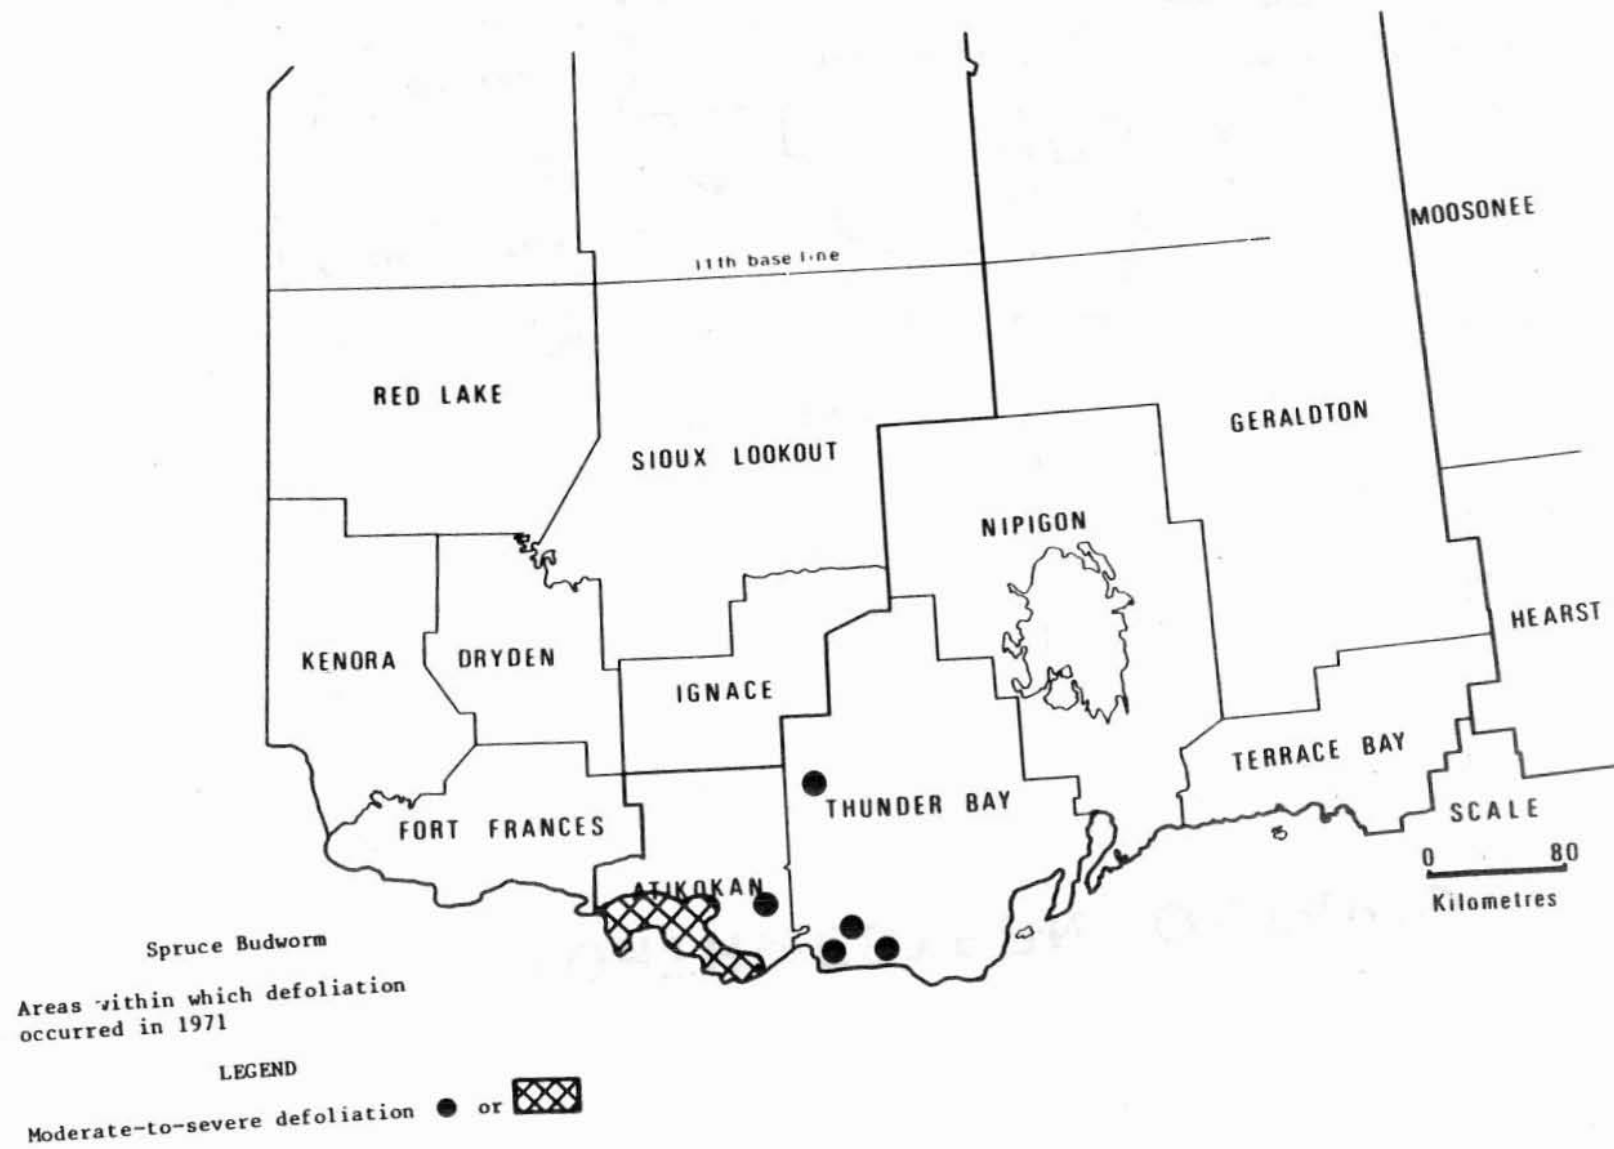 MOOSONEE
11th base line
RED LAKE
GERALDTON
SIOUX LOOKOUT
NIPIGON
HEARST
KENORA
DRYDEN
IGNACE
TERRACE BAY
THUNDER BAY
SCALE
FORT FRANCES
0 80
Kilometres
ATIKOKAN
Spruce Budworm
Areas within which defoliation
occurred in 1971
LEGEND
Moderate-to-severe defoliation or